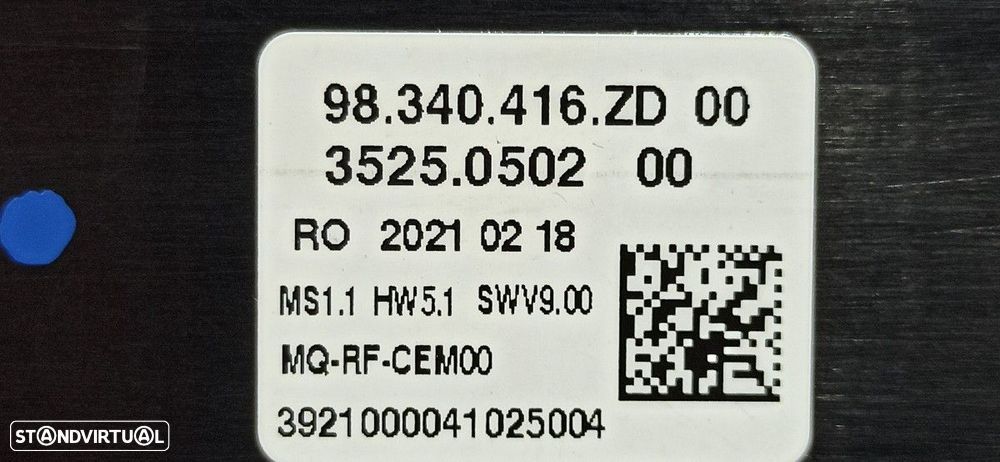 98.340.416.ZD 00
3525.0502 00
RO 2021 02 18
MS1.1 HW5.1 SWV9.00
MQ-RF-CEM00
3921000041025004
STANDVIRTUAL